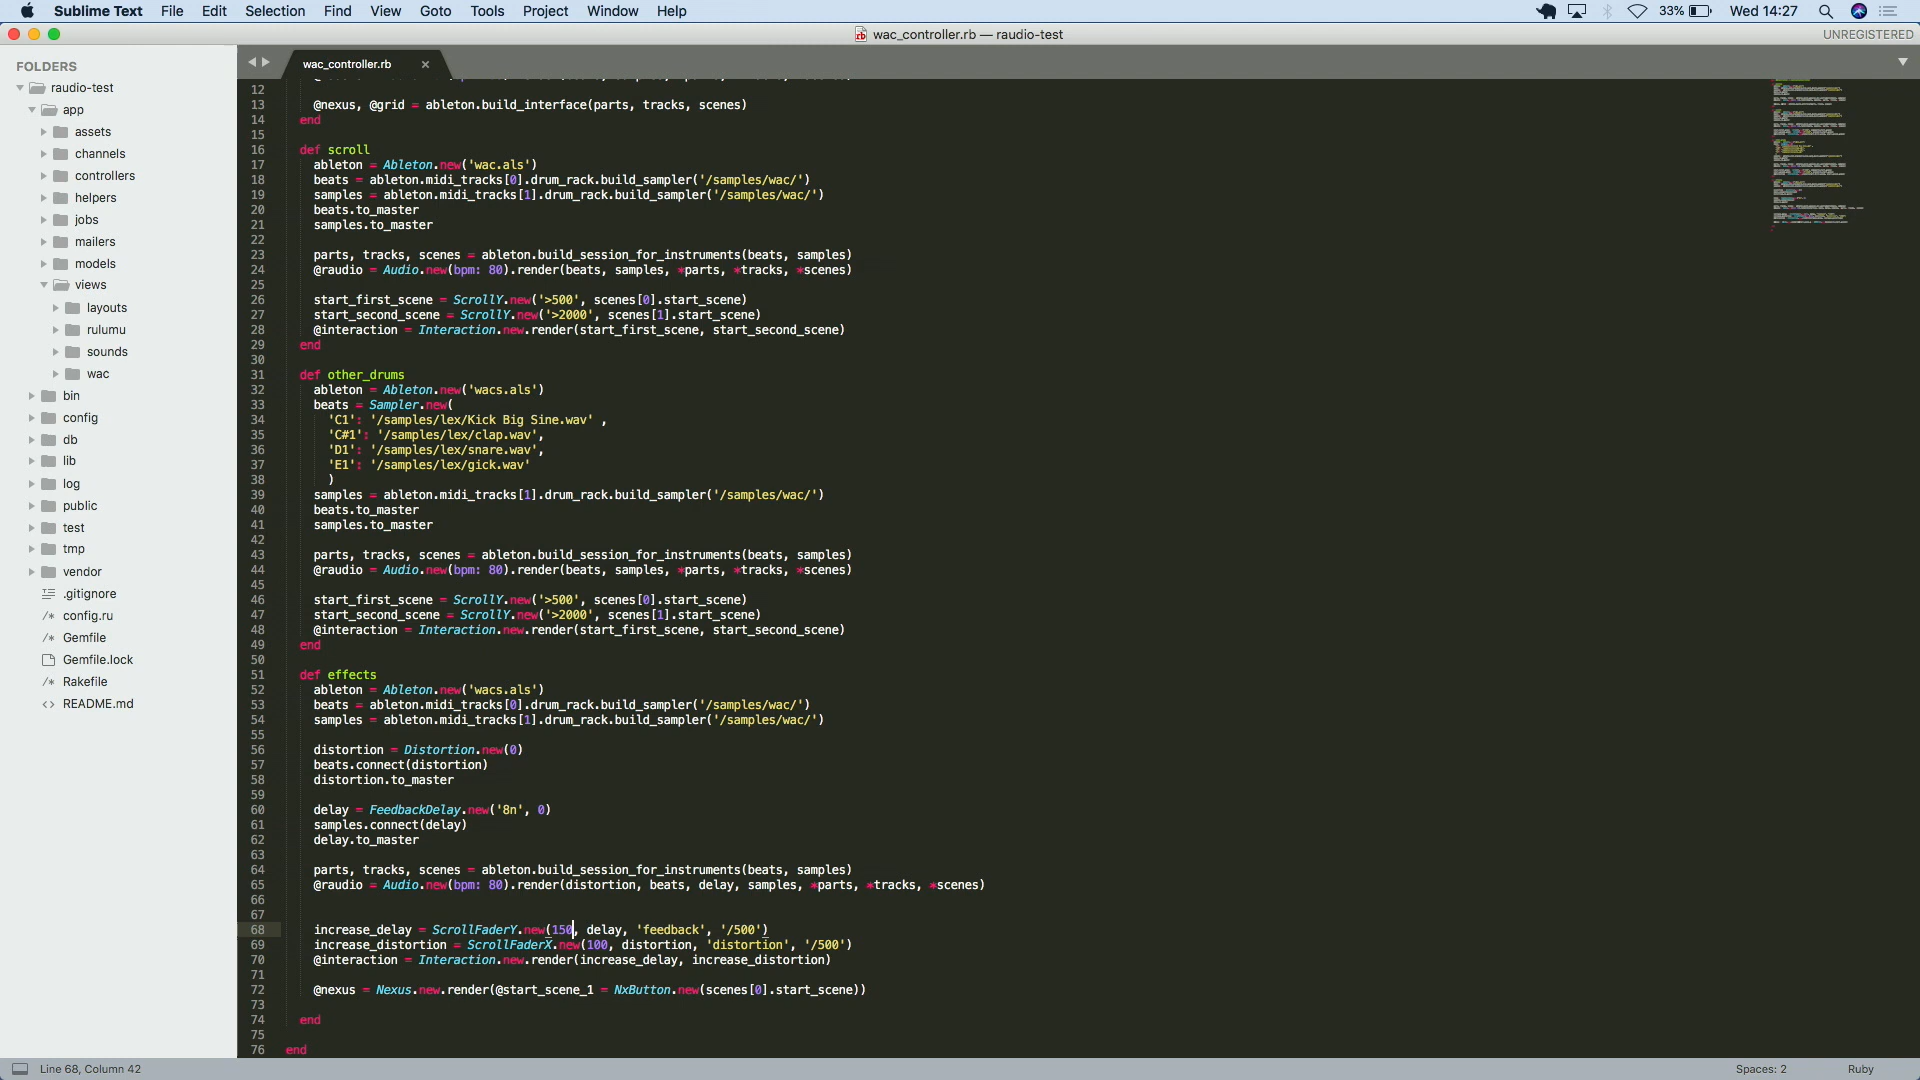 Sublime Text File Edit Selection Find View Goto Tools Project Window Help 33% Wed 14:27
wac_controller.rb — raudio-test UNREGISTERED
wac_controller.rb ×
FOLDERS
raudio-test
app
assets
channels
controllers
helpers
jobs
mailers
models
views
layouts
rulumu
sounds
wac
bin
config
db
lib
log
public
test
tmp
vendor
.gitignore
/* config.ru
/* Gemfile
Gemfile.lock
/* Rakefile
<> README.md
12
13 @nexus, @grid = ableton.build_interface(parts, tracks, scenes)
14 end
15
16 def scroll
17 ableton = Ableton.new('wac.als')
18 beats = ableton.midi_tracks[0].drum_rack.build_sampler('/samples/wac/')
19 samples = ableton.midi_tracks[1].drum_rack.build_sampler('/samples/wac/')
20 beats.to_master
21 samples.to_master
22
23 parts, tracks, scenes = ableton.build_session_for_instruments(beats, samples)
24 @raudio = Audio.new(bpm: 80).render(beats, samples, *parts, *tracks, *scenes)
25
26 start_first_scene = ScrollY.new('>500', scenes[0].start_scene)
27 start_second_scene = ScrollY.new('>2000', scenes[1].start_scene)
28 @interaction = Interaction.new.render(start_first_scene, start_second_scene)
29 end
30
31 def other_drums
32 ableton = Ableton.new('wacs.als')
33 beats = Sampler.new(
34 'C1': '/samples/lex/Kick Big Sine.wav' ,
35 'C#1': '/samples/lex/clap.wav',
36 'D1': '/samples/lex/snare.wav',
37 'E1': '/samples/lex/gick.wav'
38 )
39 samples = ableton.midi_tracks[1].drum_rack.build_sampler('/samples/wac/')
40 beats.to_master
41 samples.to_master
42
43 parts, tracks, scenes = ableton.build_session_for_instruments(beats, samples)
44 @raudio = Audio.new(bpm: 80).render(beats, samples, *parts, *tracks, *scenes)
45
46 start_first_scene = ScrollY.new('>500', scenes[0].start_scene)
47 start_second_scene = ScrollY.new('>2000', scenes[1].start_scene)
48 @interaction = Interaction.new.render(start_first_scene, start_second_scene)
49 end
50
51 def effects
52 ableton = Ableton.new('wacs.als')
53 beats = ableton.midi_tracks[0].drum_rack.build_sampler('/samples/wac/')
54 samples = ableton.midi_tracks[1].drum_rack.build_sampler('/samples/wac/')
55
56 distortion = Distortion.new(0)
57 beats.connect(distortion)
58 distortion.to_master
59
60 delay = FeedbackDelay.new('8n', 0)
61 samples.connect(delay)
62 delay.to_master
63
64 parts, tracks, scenes = ableton.build_session_for_instruments(beats, samples)
65 @raudio = Audio.new(bpm: 80).render(distortion, beats, delay, samples, *parts, *tracks, *scenes)
66
67
68 increase_delay = ScrollFaderY.new(150, delay, 'feedback', '/500')
69 increase_distortion = ScrollFaderX.new(100, distortion, 'distortion', '/500')
70 @interaction = Interaction.new.render(increase_delay, increase_distortion)
71
72 @nexus = Nexus.new.render(@start_scene_1 = NxButton.new(scenes[0].start_scene))
73
74 end
75
76 end
Line 68, Column 42 Spaces: 2 Ruby